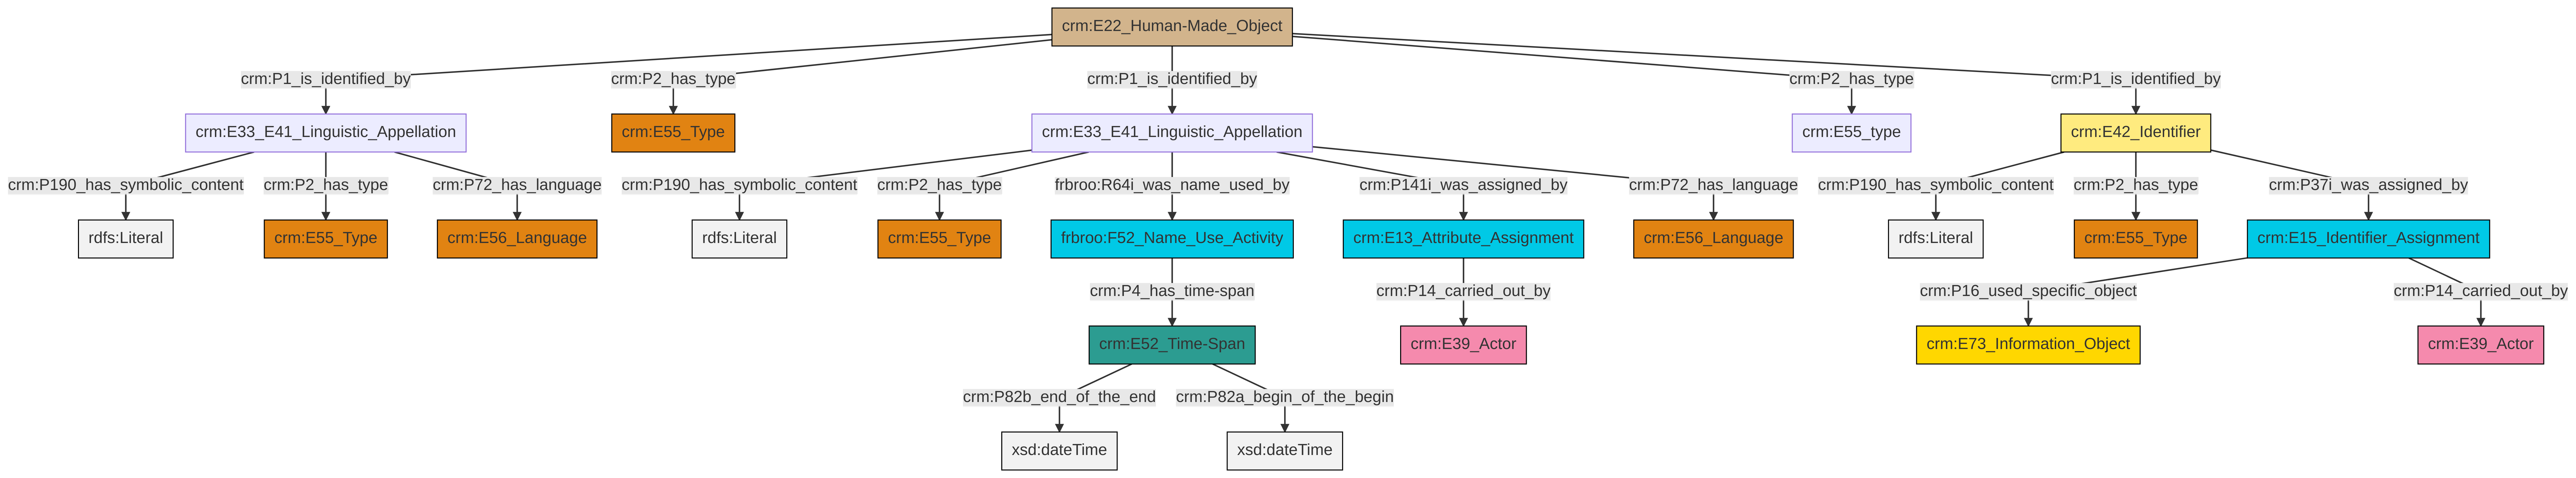 crm:E22_Human-Made_Object
crm:P1_is_identified_by
crm:P2_has_type
crm:P1_is_identified_by
crm:P2_has_type
crm:P1_is_identified_by
crm:E33_E41_Linguistic_Appellation
crm:E55_Type
crm:E33_E41_Linguistic_Appellation
crm:E55_type
crm:E42_Identifier
crm:P190_has_symbolic_content
crm:P2_has_type
crm:P72_has_language
crm:P190_has_symbolic_content
crm:P2_has_type
frbroo:R64i_was_name_used_by
crm:P141i_was_assigned_by
crm:P72_has_language
crm:P190_has_symbolic_content
crm:P2_has_type
crm:P37i_was_assigned_by
rdfs:Literal
crm:E55_Type
crm:E56_Language
rdfs:Literal
crm:E55_Type
frbroo:F52_Name_Use_Activity
crm:E13_Attribute_Assignment
crm:E56_Language
rdfs:Literal
crm:E55_Type
crm:E15_Identifier_Assignment
crm:P4_has_time-span
crm:P14_carried_out_by
crm:P16_used_specific_object
crm:P14_carried_out_by
crm:E52_Time-Span
crm:E39_Actor
crm:E73_Information_Object
crm:E39_Actor
crm:P82b_end_of_the_end
crm:P82a_begin_of_the_begin
xsd:dateTime
xsd:dateTime